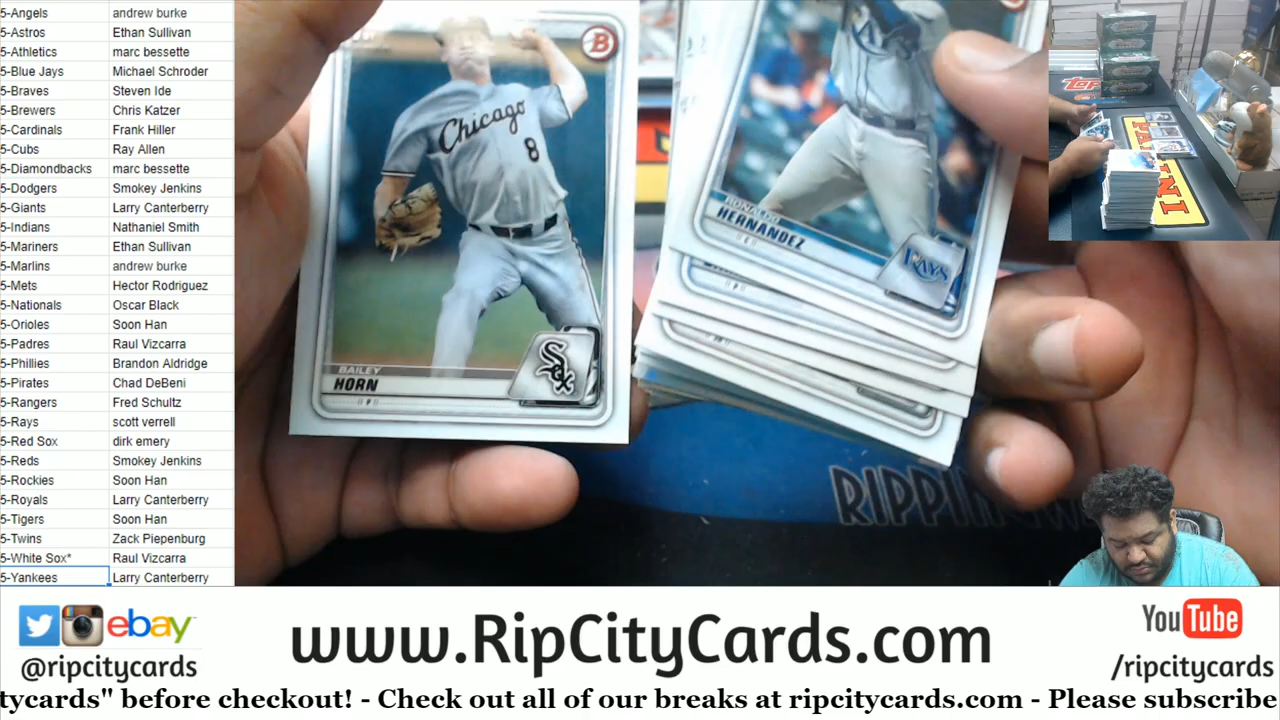 5-Angels andrew burke
5-Astros Ethan Sullivan
5-Athletics marc bessette
5-Blue Jays Michael Schroder
5-Braves Steven Ide
5-Brewers Chris Katzer
5-Cardinals Frank Hiller
5-Cubs Ray Allen
5-Diamondbacks marc bessette
5-Dodgers Smokey Jenkins
5-Giants Larry Canterberry
5-Indians Nathaniel Smith
5-Mariners Ethan Sullivan
5-Marlins andrew burke
5-Mets Hector Rodriguez
5-Nationals Oscar Black
5-Orioles Soon Han
5-Padres Raul Vizcarra
5-Phillies Brandon Aldridge
5-Pirates Chad DeBeni
5-Rangers Fred Schultz
5-Rays scott verrell
5-Red Sox dirk emery
5-Reds Smokey Jenkins
5-Rockies Soon Han
5-Royals Larry Canterberry
5-Tigers Soon Han
5-Twins Zack Piepenburg
5-White Sox* Raul Vizcarra
5-Yankees Larry Canterberry
B
Chicago
8
Sox
BAILEY
HORN
P
RONALDO
HERNANDEZ
C
RAYS
RIPPIN
Topps
PANINI
ebay
@ripcitycards
www.RipCityCards.com
YouTube
/ripcitycards
tycards" before checkout! - Check out all of our breaks at ripcitycards.com - Please subscribe